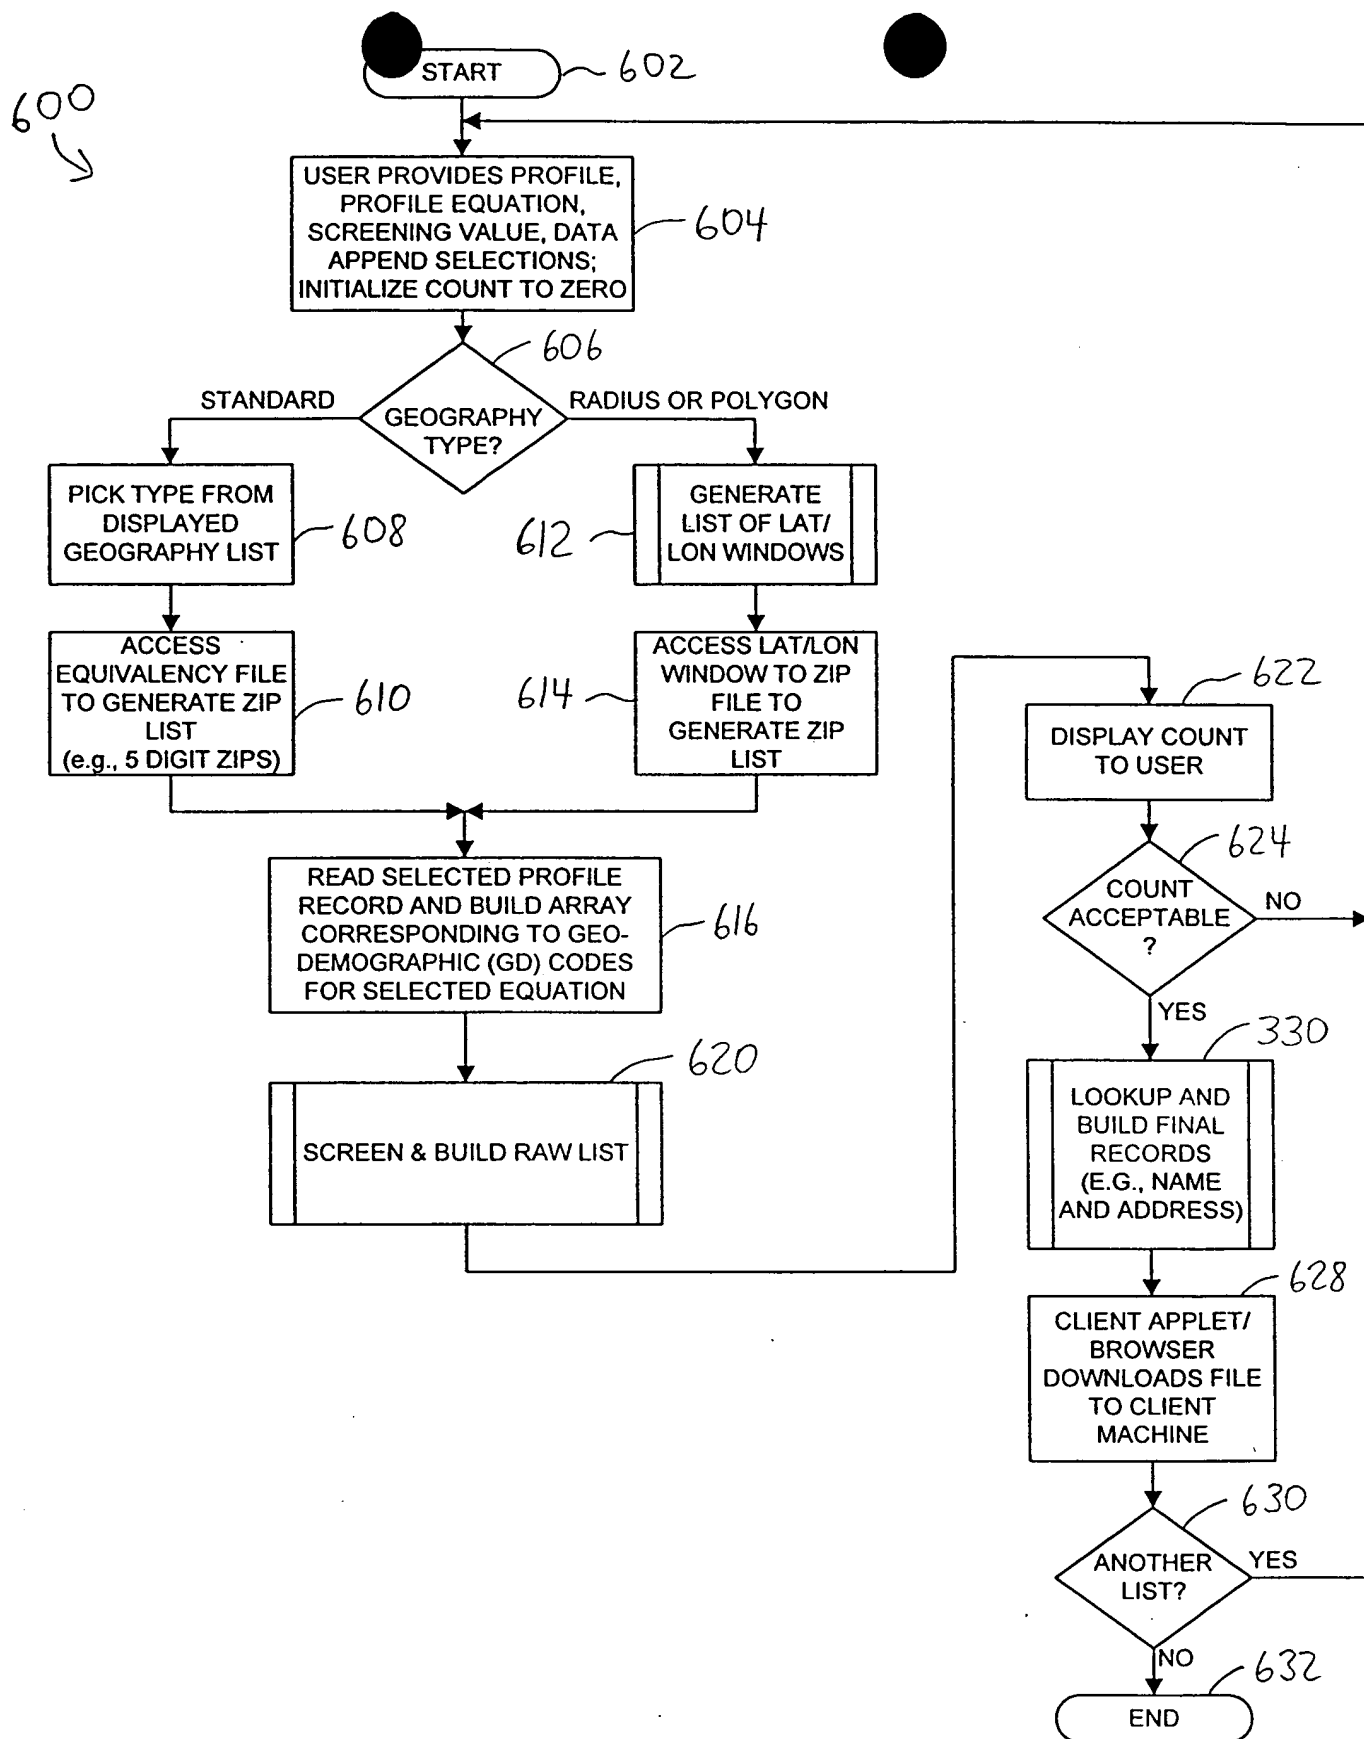 600
START
602
USER PROVIDES PROFILE,
PROFILE EQUATION,
SCREENING VALUE, DATA
APPEND SELECTIONS;
INITIALIZE COUNT TO ZERO
604
606
GEOGRAPHY
TYPE?
STANDARD
RADIUS OR POLYGON
PICK TYPE FROM
DISPLAYED
GEOGRAPHY LIST
608
612
GENERATE
LIST OF LAT/
LON WINDOWS
ACCESS
EQUIVALENCY FILE
TO GENERATE ZIP
LIST
(e.g., 5 DIGIT ZIPS)
610
614
ACCESS LAT/LON
WINDOW TO ZIP
FILE TO
GENERATE ZIP
LIST
READ SELECTED PROFILE
RECORD AND BUILD ARRAY
CORRESPONDING TO GEO-
DEMOGRAPHIC (GD) CODES
FOR SELECTED EQUATION
616
620
SCREEN & BUILD RAW LIST
622
DISPLAY COUNT
TO USER
624
COUNT
ACCEPTABLE
?
NO
YES
330
LOOKUP AND
BUILD FINAL
RECORDS
(E.G., NAME
AND ADDRESS)
628
CLIENT APPLET/
BROWSER
DOWNLOADS FILE
TO CLIENT
MACHINE
630
ANOTHER
LIST?
YES
NO
632
END